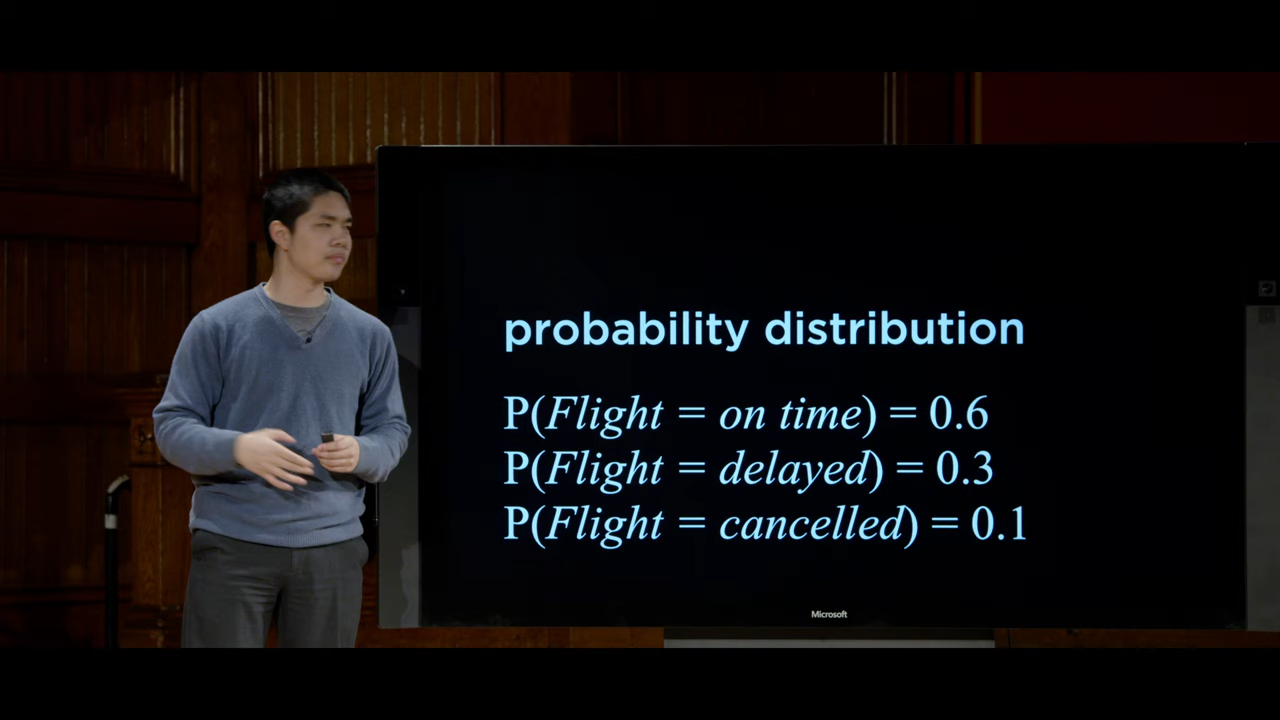 probability distribution
P(Flight = on time) = 0.6
P(Flight = delayed) = 0.3
P(Flight = cancelled) = 0.1
Microsoft